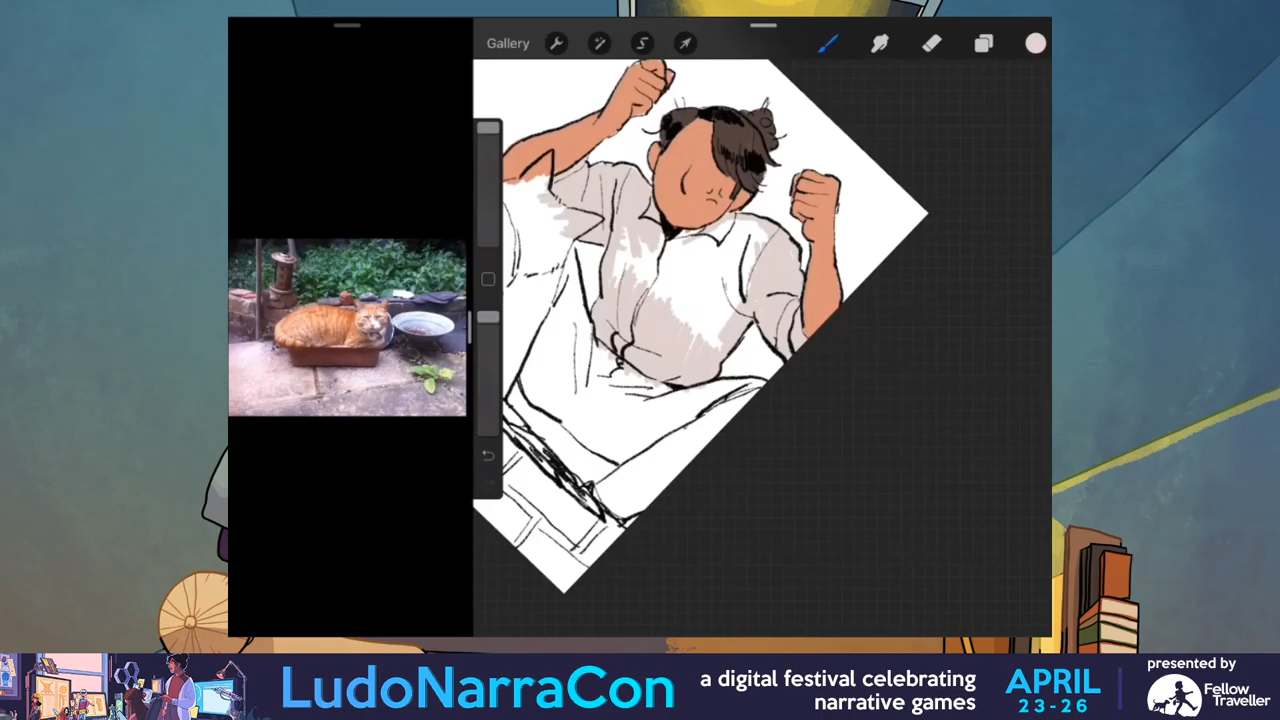 Gallery
LudoNarraCon
a digital festival celebrating
narrative games
APRIL
23-26
presented by
Fellow
Traveller